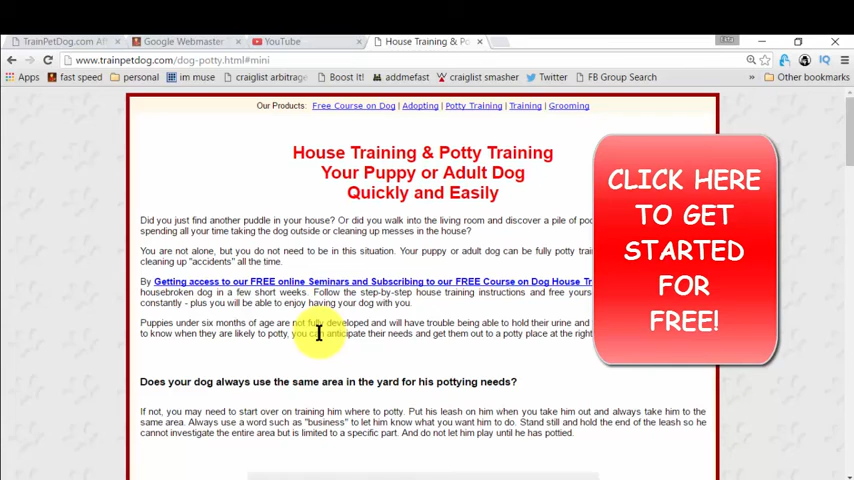 TrainPetDog.com Aff
Google Webmaster
YouTube
House Training & Po
www.trainpetdog.com/dog-potty.html#mini
Apps
fast speed
personal
im muse
craiglist arbitrage
Boost It!
addmefast
craiglist smasher
Twitter
FB Group Search
Other bookmarks
Our Products: Free Course on Dog | Adopting | Potty Training | Training | Grooming
House Training & Potty Training
Your Puppy or Adult Dog
Quickly and Easily
Did you just find another puddle in your house? Or did you walk into the living room and discover a pile of poo
spending all your time taking the dog outside or cleaning up messes in the house?
You are not alone, but you do not need to be in this situation. Your puppy or adult dog can be fully potty trai
cleaning up "accidents" all the time.
By Getting access to our FREE online Seminars and Subscribing to our FREE Course on Dog House Tr
housebroken dog in a few short weeks. Follow the step-by-step house training instructions and free yours
constantly - plus you will be able to enjoy having your dog with you.
Puppies under six months of age are not fully developed and will have trouble being able to hold their urine and
to know when they are likely to potty, you can anticipate their needs and get them out to a potty place at the right
Does your dog always use the same area in the yard for his pottying needs?
If not, you may need to start over on training him where to potty. Put his leash on him when you take him out and always take him to the
same area. Always use a word such as "business" to let him know what you want him to do. Stand still and hold the end of the leash so he
cannot investigate the entire area but is limited to a specific part. And do not let him play until he has pottied.
CLICK HERE
TO GET
STARTED
FOR
FREE!